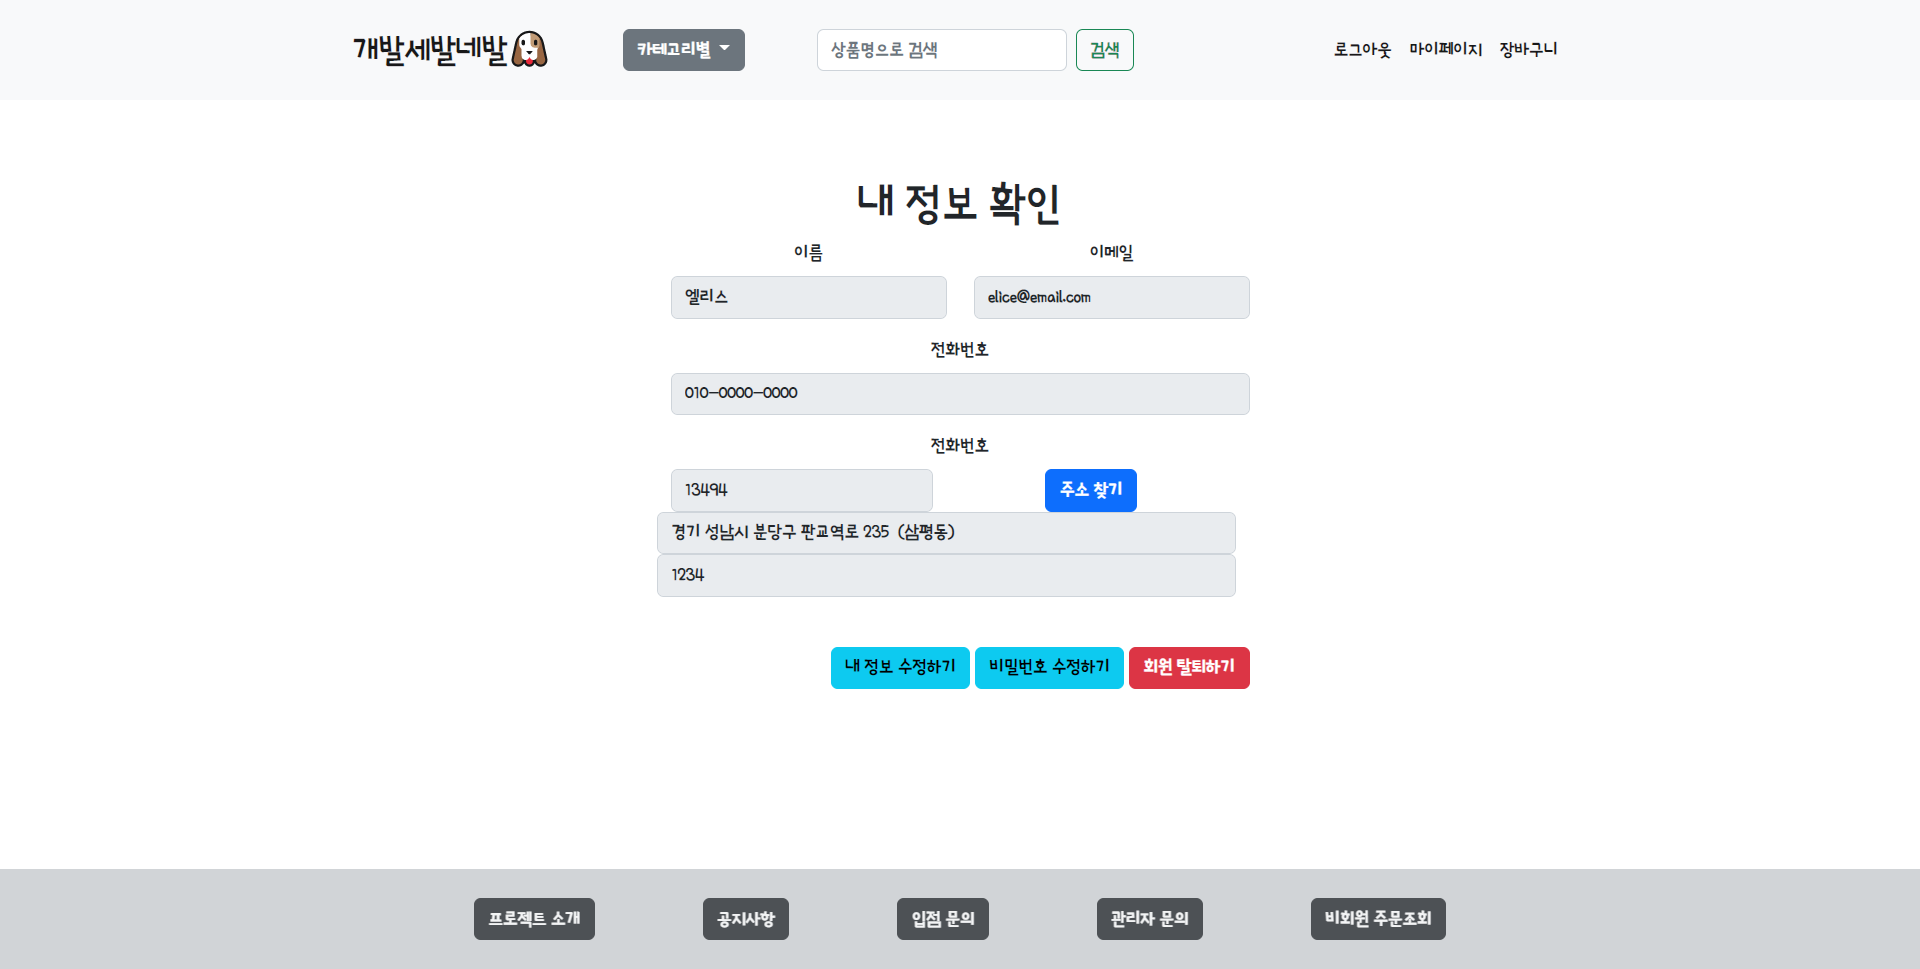 개발세발네발
카테고리별
상품명으로 검색
검색
로그아웃 마이페이지 장바구니
내 정보 확인
이름 이메일
엘리스 elice@email.com
전화번호
010-0000-0000
전화번호
13494 주소 찾기
경기 성남시 분당구 판교역로 235 (삼평동)
1234
내 정보 수정하기 비밀번호 수정하기 회원 탈퇴하기
프로젝트 소개 공지사항 입점 문의 관리자 문의 비회원 주문조회